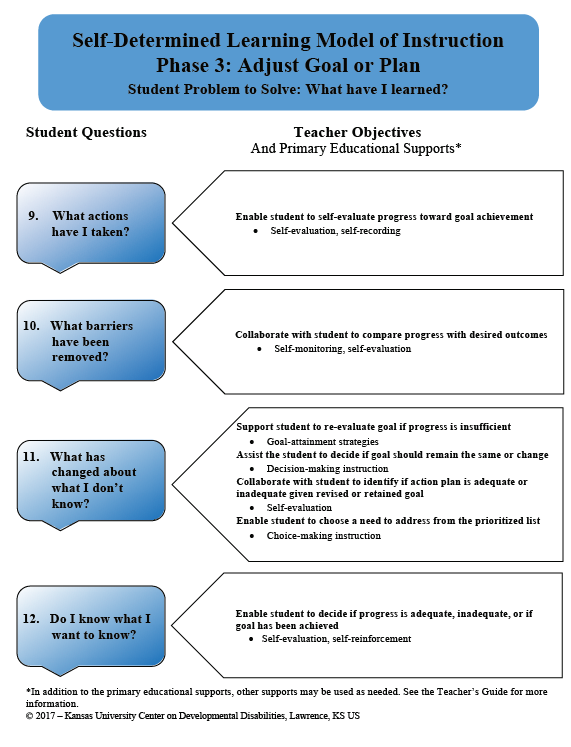 Self-Determined Learning Model of Instruction
Phase 3: Adjust Goal or Plan
Student Problem to Solve: What have I learned?
Student Questions
Teacher Objectives
And Primary Educational Supports*
9. What actions
have I taken?
Enable student to self-evaluate progress toward goal achievement
• Self-evaluation, self-recording
10. What barriers
have been
removed?
Collaborate with student to compare progress with desired outcomes
• Self-monitoring, self-evaluation
11. What has
changed about
what I don’t
know?
Support student to re-evaluate goal if progress is insufficient
• Goal-attainment strategies
Assist the student to decide if goal should remain the same or change
• Decision-making instruction
Collaborate with student to identify if action plan is adequate or
inadequate given revised or retained goal
• Self-evaluation
Enable student to choose a need to address from the prioritized list
• Choice-making instruction
12. Do I know what I
want to know?
Enable student to decide if progress is adequate, inadequate, or if
goal has been achieved
• Self-evaluation, self-reinforcement
*In addition to the primary educational supports, other supports may be used as needed. See the Teacher’s Guide for more
information.
© 2017 – Kansas University Center on Developmental Disabilities, Lawrence, KS US